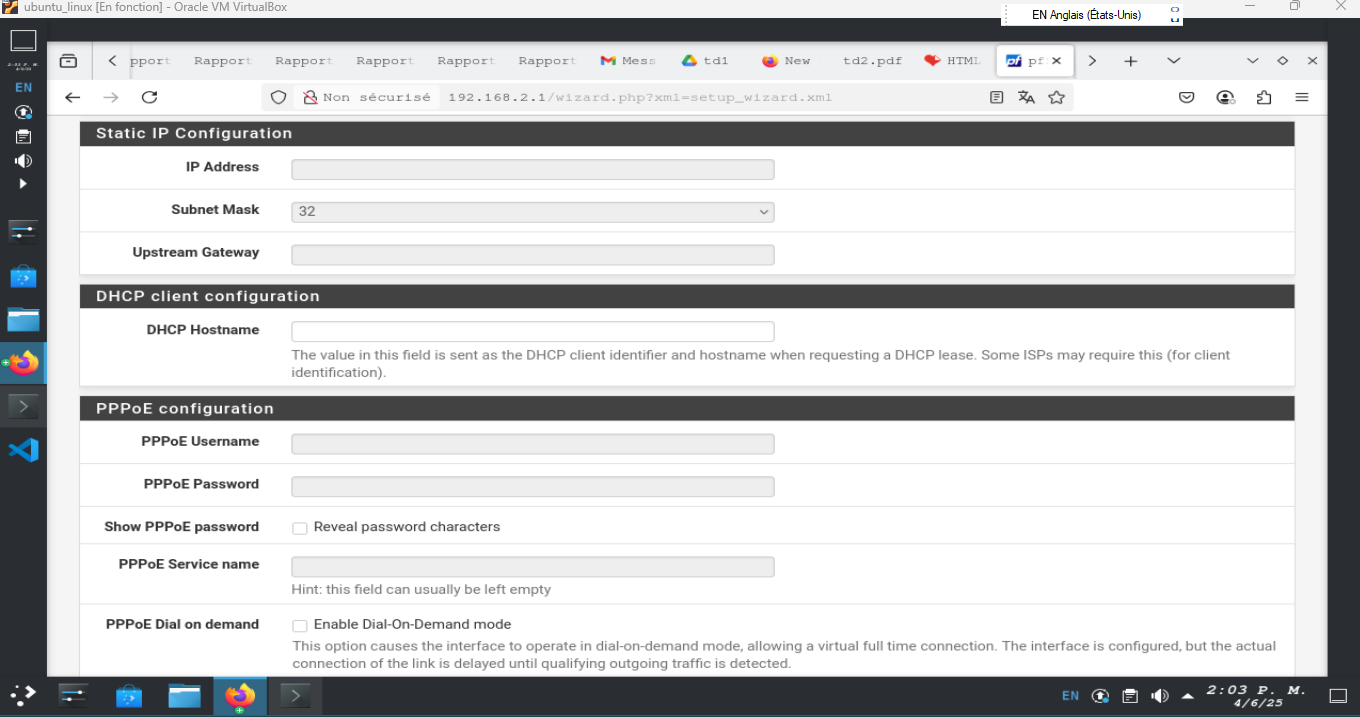 ubuntu_linux [En fonction] - Oracle VM VirtualBox
EN Anglais (États-Unis)
EN
pport Rapport Rapport Rapport Rapport Rapport Mess td1 New td2.pdf HTML pf
Non sécurisé 192.168.2.1/wizard.php?xml=setup_wizard.xml
Static IP Configuration
IP Address
Subnet Mask 32
Upstream Gateway
DHCP client configuration
DHCP Hostname
The value in this field is sent as the DHCP client identifier and hostname when requesting a DHCP lease. Some ISPs may require this (for client
identification).
PPPoE configuration
PPPoE Username
PPPoE Password
Show PPPoE password Reveal password characters
PPPoE Service name
Hint: this field can usually be left empty
PPPoE Dial on demand Enable Dial-On-Demand mode
This option causes the interface to operate in dial-on-demand mode, allowing a virtual full time connection. The interface is configured, but the actual
connection of the link is delayed until qualifying outgoing traffic is detected.
EN 2:03 P. M.
4/6/25